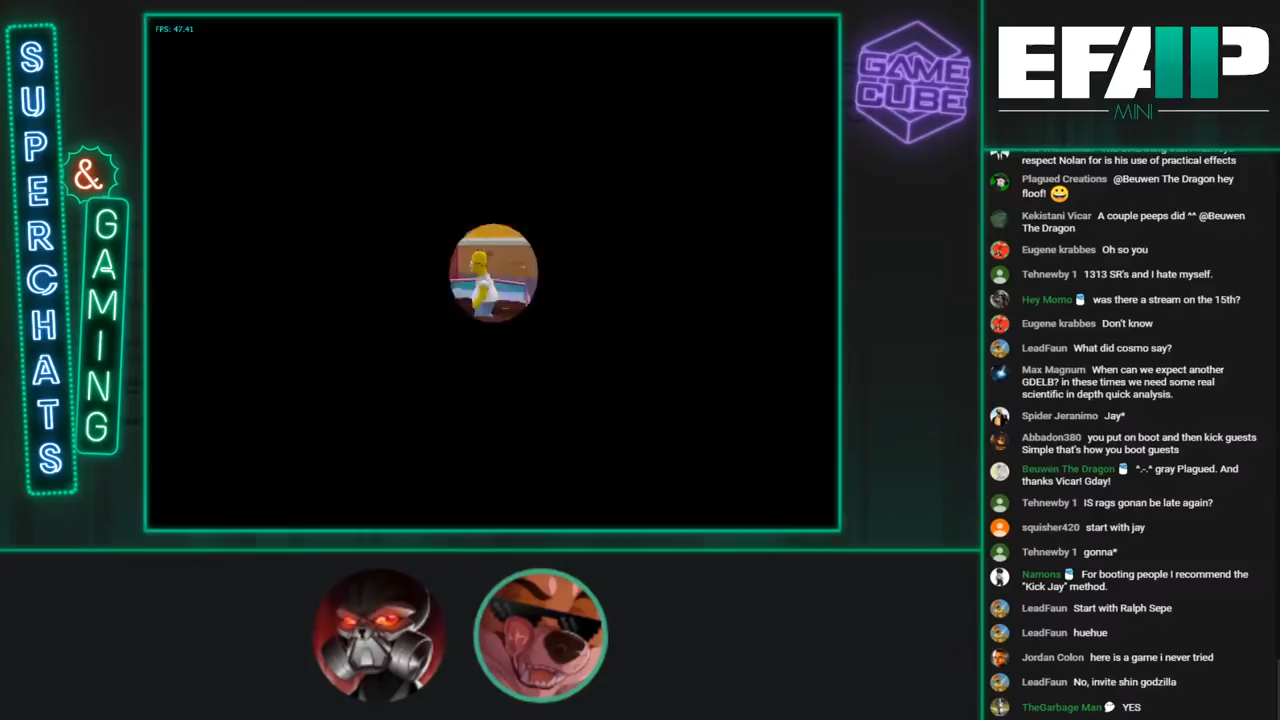 SUPERCHATS
&
GAMING
FPS: 47.41
GAME
CUBE
EFAP
MINI
respect Nolan for is his use of practical effects
Plagued Creations @Beuwen The Dragon hey
floof! 😀
Kekistani Vicar A couple peeps did ^^ @Beuwen
The Dragon
Eugene krabbes Oh so you
Tehnewby 1 1313 SR's and I hate myself.
Hey Momo was there a stream on the 15th?
Eugene krabbes Don't know
LeadFaun What did cosmo say?
Max Magnum When can we expect another
GDELB? in these times we need some real
scientific in depth quick analysis.
Spider Jeranimo Jay*
Abbadon380 you put on boot and then kick guests
Simple that's how you boot guests
Beuwen The Dragon ^.-.^ gray Plagued. And
thanks Vicar! Gday!
Tehnewby 1 IS rags gonan be late again?
squisher420 start with jay
Tehnewby 1 gonna*
Namons For booting people I recommend the
"Kick Jay" method.
LeadFaun Start with Ralph Sepe
LeadFaun huehue
Jordan Colon here is a game i never tried
LeadFaun No, invite shin godzilla
TheGarbage Man YES